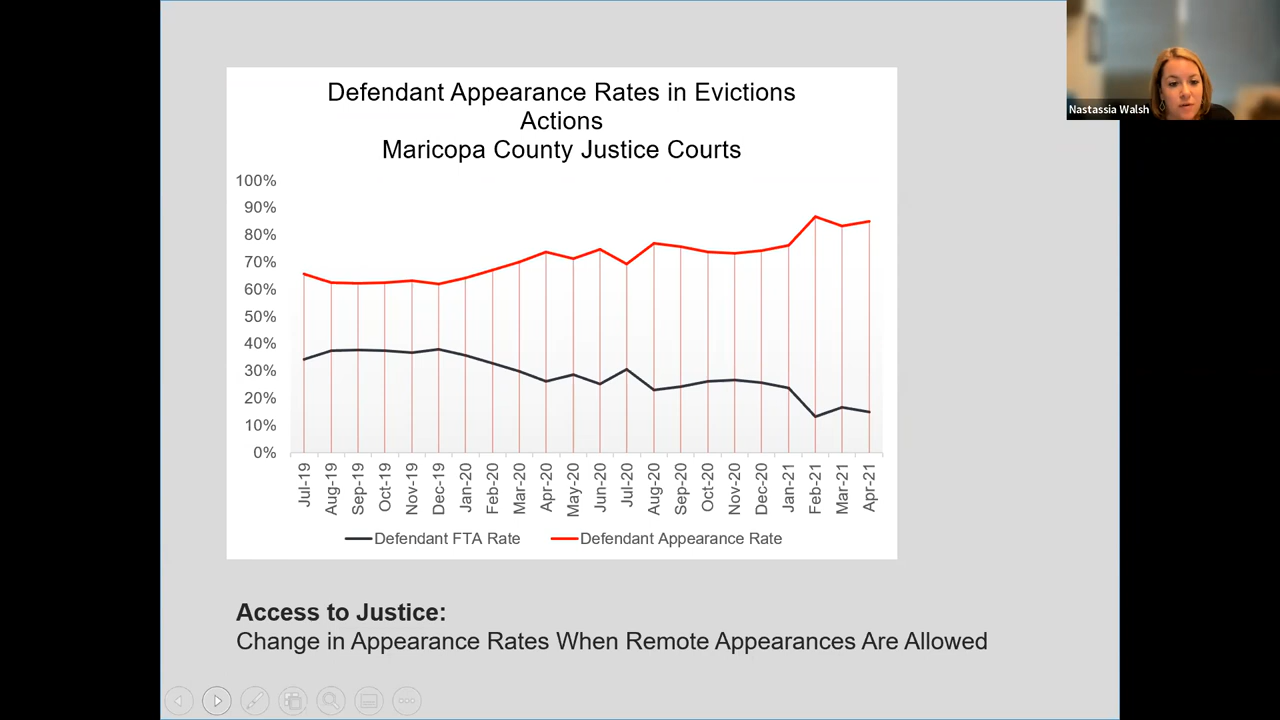 Defendant Appearance Rates in Evictions
Actions
Maricopa County Justice Courts
Nastassia Walsh
100%
90%
80%
70%
60%
50%
40%
30%
20%
10%
0%
Jul-19
Aug-19
Sep-19
Oct-19
Nov-19
Dec-19
Jan-20
Feb-20
Mar-20
Apr-20
May-20
Jun-20
Jul-20
Aug-20
Sep-20
Oct-20
Nov-20
Dec-20
Jan-21
Feb-21
Mar-21
Apr-21
Defendant FTA Rate
Defendant Appearance Rate
Access to Justice:
Change in Appearance Rates When Remote Appearances Are Allowed